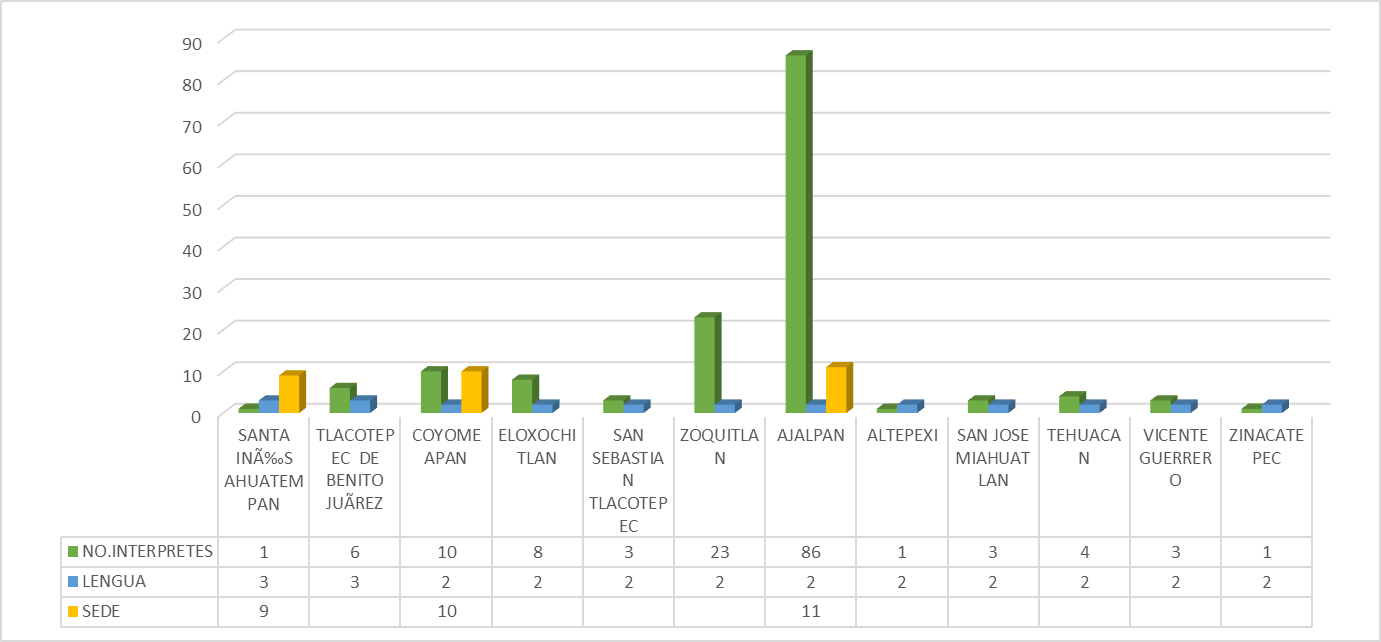 90
80
70
60
50
40
30
20
10
0
SANTA
INÃ‰S
AHUATEM
PAN
TLACOTEP
EC DE
BENITO
JUÃREZ
COYOME
APAN
ELOXOCHI
TLAN
SAN
SEBASTIA
N
TLACOTEP
EC
ZOQUITLA
N
AJALPAN
ALTEPEXI
SAN JOSE
MIAHUAT
LAN
TEHUACA
N
VICENTE
GUERRER
O
ZINACATE
PEC
NO.INTERPRETES 1 6 10 8 3 23 86 1 3 4 3 1
LENGUA 3 3 2 2 2 2 2 2 2 2 2 2
SEDE 9 10 11